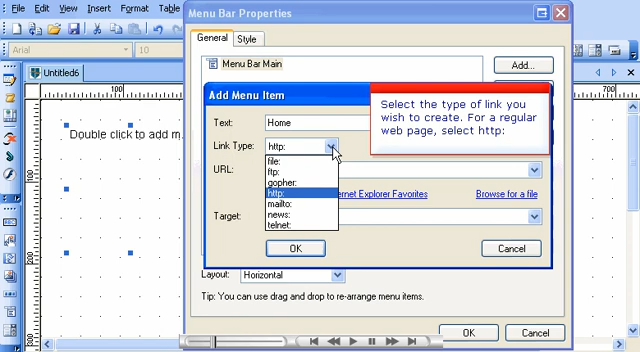 File Edit View Insert Format Table
Menu Bar Properties
General Style
Arial 10
Menu Bar Main
Add...
Untitled6
100
700
Add Menu Item
Select the type of link you
wish to create. For a regular
web page, select http:
Text: Home
Double click to add m
Link Type: http:
file:
URL:
ftp:
gopher:
http:
ernet Explorer Favorites Browse for a file
mailto:
Target:
news:
telnet:
OK Cancel
Layout: Horizontal
Tip: You can use drag and drop to re-arrange menu items.
OK Cancel
100
200
300